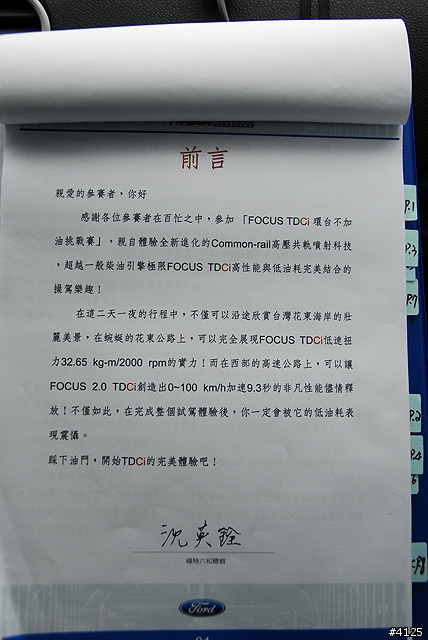 前言
親愛的參賽者，你好
感謝各位參賽者在百忙之中，參加「FOCUS TDCi 環台不加
油挑戰賽」，親自體驗全新進化的Common-rail高壓共軌噴射科技
，超越一般柴油引擎極限FOCUS TDCi高性能與低油耗完美結合的
操駕樂趣！
在這二天一夜的行程中，不僅可以沿途欣賞台灣花東海岸的壯
麗美景，在蜿蜒的花東公路上，可以完全展現FOCUS TDCi低速扭
力32.65 kg-m/2000 rpm的實力！而在西部的高速公路上，可以讓
FOCUS 2.0 TDCi創造出0~100 km/h加速9.3秒的非凡性能儘情釋
放！不僅如此，在完成整個試駕體驗後，你一定會被它的低油耗表
現震懾。
踩下油門，開始TDCi的完美體驗吧！
沈英銓
福特六和總裁
Ford
P.1
P.3
P.7
P.2
P.4
#4125